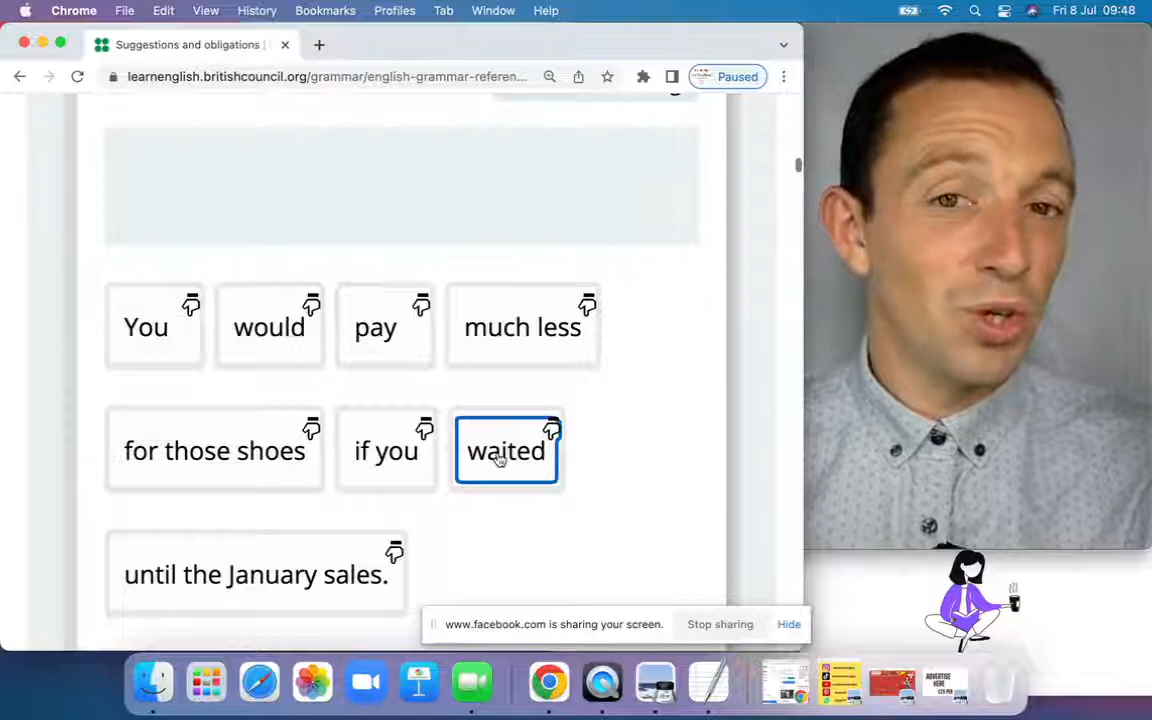 Chrome File Edit View History Bookmarks Profiles Tab Window Help Fri 8 Jul 09:48
Suggestions and obligations |
learnenglish.britishcouncil.org/grammar/english-grammar-referen... Paused
You would pay much less
for those shoes if you waited
until the January sales.
www.facebook.com is sharing your screen. Stop sharing Hide
ADVERTISE
HERE